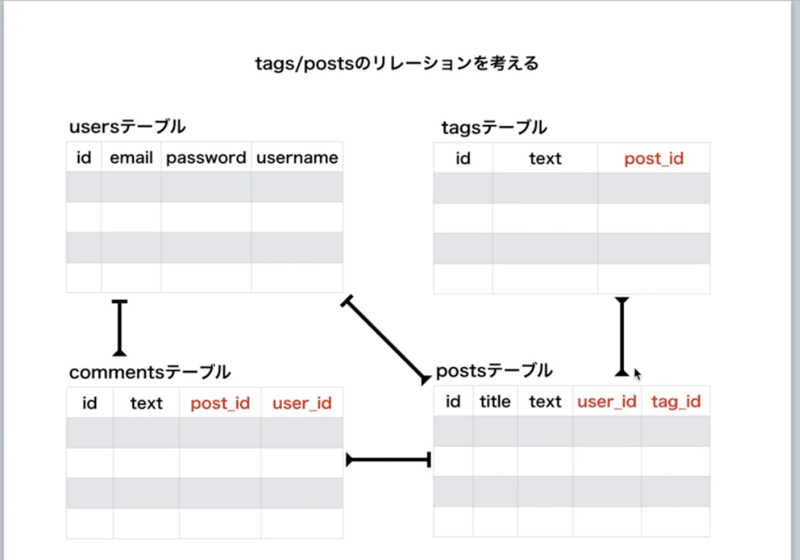 tags/postsのリレーションを考える
usersテーブル
id email password username
tagsテーブル
id text post_id
commentsテーブル
id text post_id user_id
postsテーブル
id title text user_id tag_id